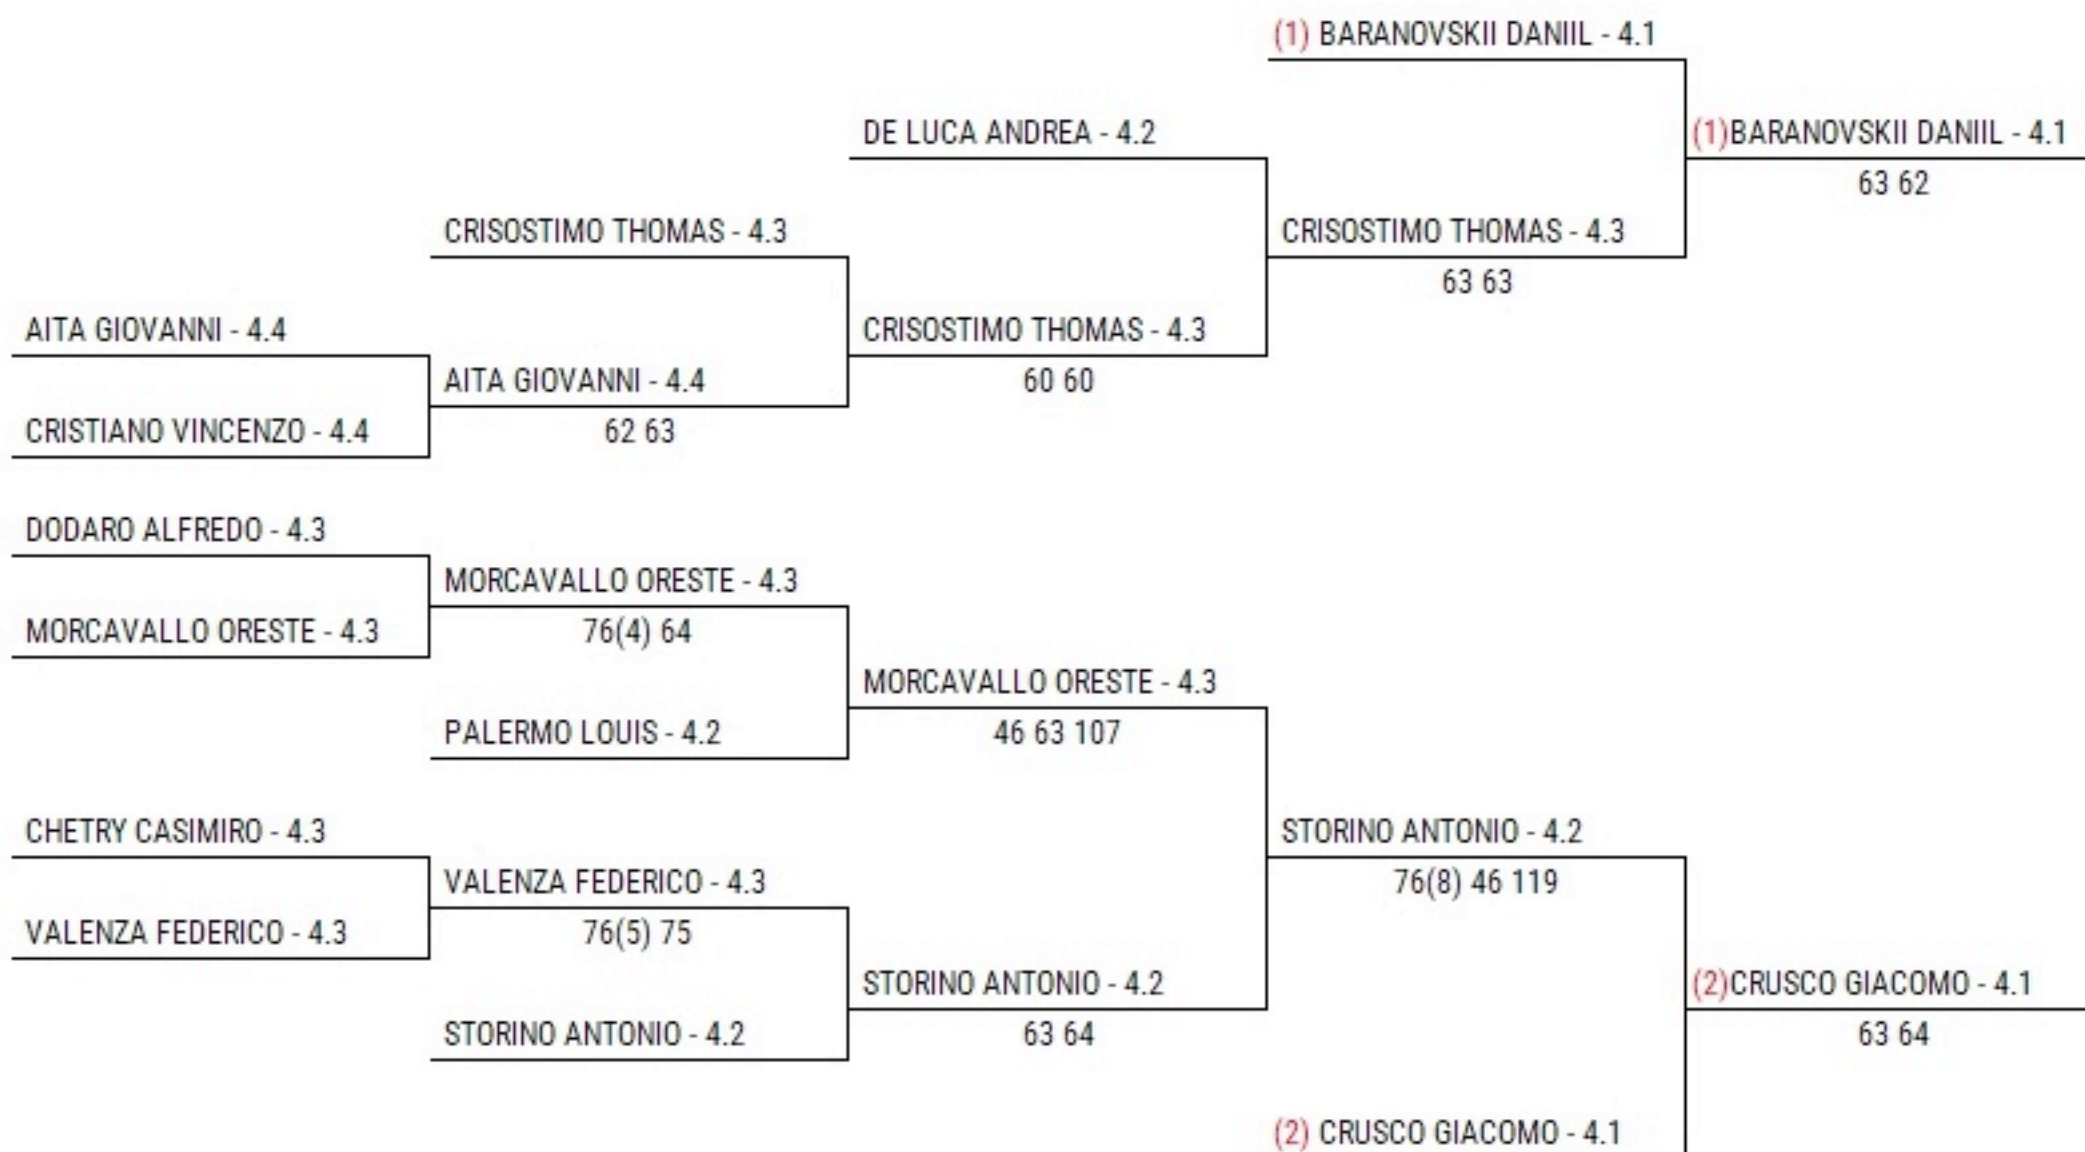 (1) BARANOVSKII DANIIL - 4.1
DE LUCA ANDREA - 4.2
(1)BARANOVSKII DANIIL - 4.1
63 62
CRISOSTIMO THOMAS - 4.3
CRISOSTIMO THOMAS - 4.3
63 63
AITA GIOVANNI - 4.4
CRISOSTIMO THOMAS - 4.3
60 60
AITA GIOVANNI - 4.4
62 63
CRISTIANO VINCENZO - 4.4
DODARO ALFREDO - 4.3
MORCAVALLO ORESTE - 4.3
76(4) 64
MORCAVALLO ORESTE - 4.3
MORCAVALLO ORESTE - 4.3
46 63 107
PALERMO LOUIS - 4.2
CHETRY CASIMIRO - 4.3
STORINO ANTONIO - 4.2
76(8) 46 119
VALENZA FEDERICO - 4.3
76(5) 75
VALENZA FEDERICO - 4.3
STORINO ANTONIO - 4.2
63 64
(2)CRUSCO GIACOMO - 4.1
63 64
STORINO ANTONIO - 4.2
(2) CRUSCO GIACOMO - 4.1